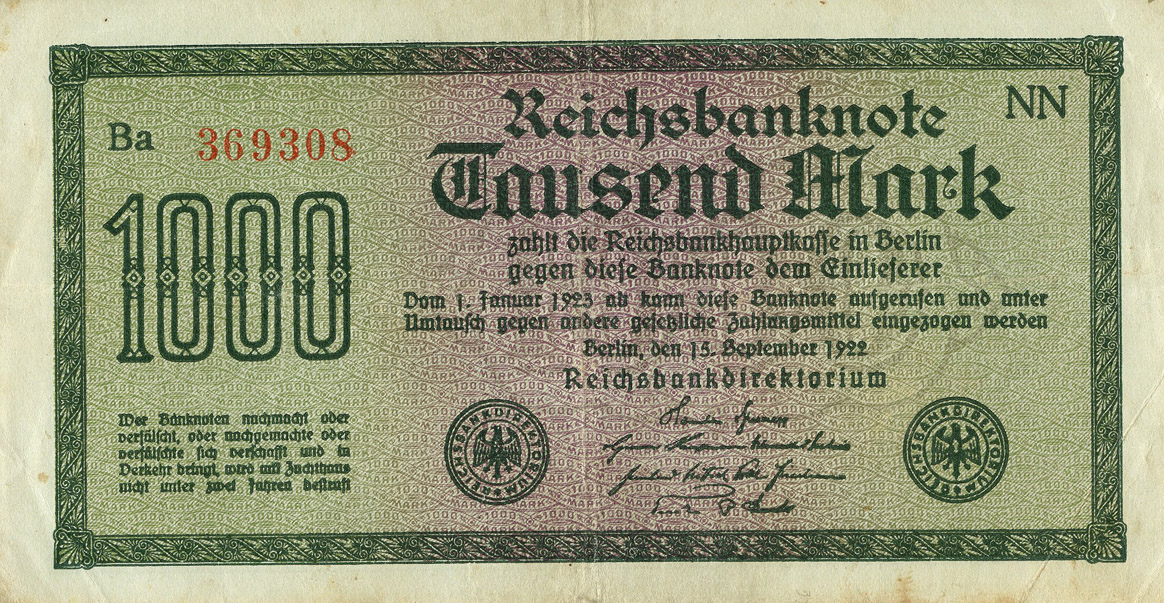 Reichsbanknote
NN
Ba 369308
Tausend Mark
1000
zahlt die Reichsbankhauptkasse in Berlin
gegen diese Banknote dem Einlieferer
Vom 1. Januar 1923 ab kann diese Banknote aufgerufen und unter
Umtausch gegen andere gesetzliche Zahlungsmittel eingezogen werden
Berlin, den 15. September 1922
Reichsbankdirektorium
Wer Banknoten nachmacht oder
verfälscht, oder nachgemachte oder
verfälschte sich verschafft und in
Verkehr bringt, wird mit Zuchthaus
nicht unter zwei Jahren bestraft
REICHSBANKDIREKTORIUM
REICHSBANKDIREKTORIUM